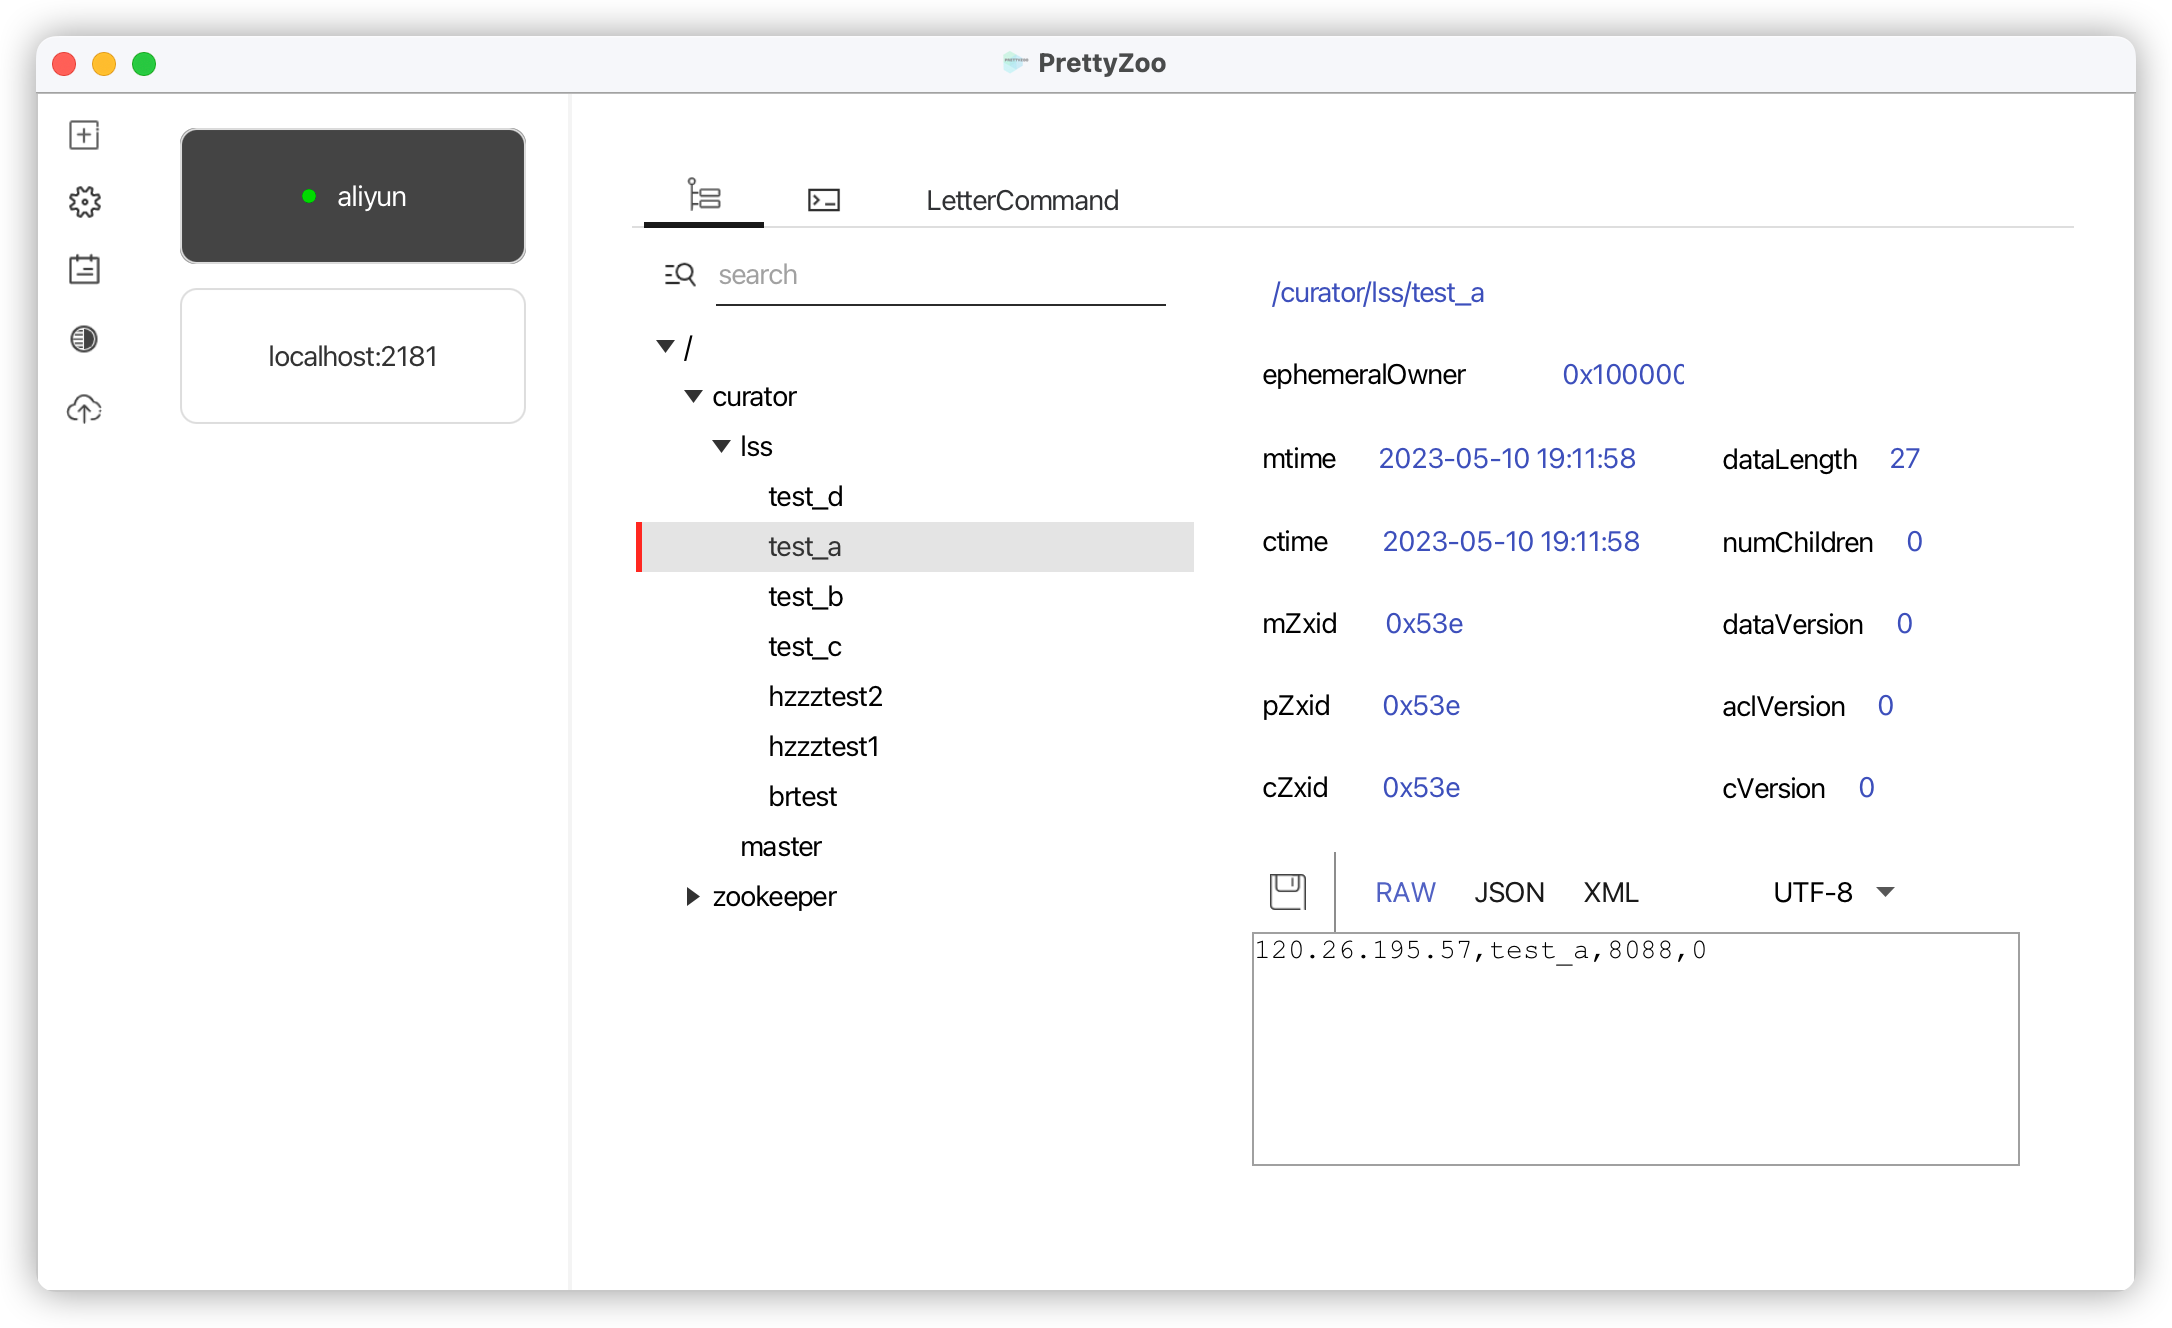 PrettyZoo
aliyun
localhost:2181
LetterCommand
search
/
curator
lss
test_d
test_a
test_b
test_c
hzzztest2
hzzztest1
brtest
master
zookeeper
/curator/lss/test_a
ephemeralOwner 0x100000
mtime 2023-05-10 19:11:58 dataLength 27
ctime 2023-05-10 19:11:58 numChildren 0
mZxid 0x53e dataVersion 0
pZxid 0x53e aclVersion 0
cZxid 0x53e cVersion 0
RAW JSON XML UTF-8
120.26.195.57,test_a,8088,0